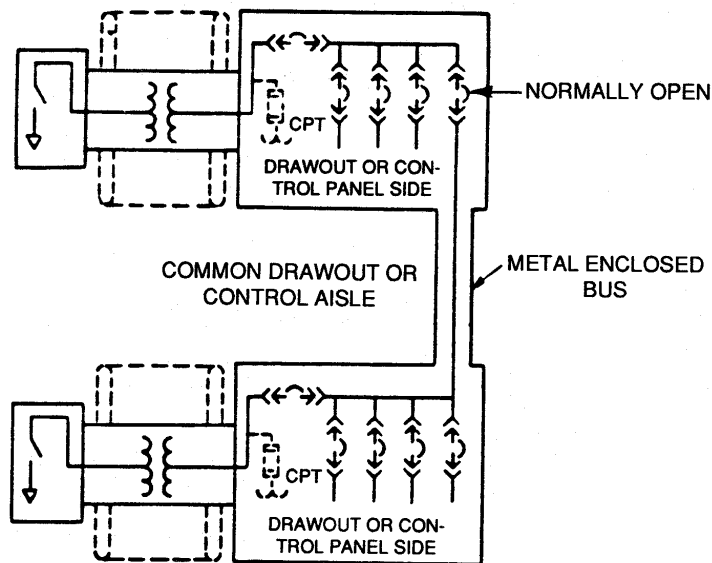 NORMALLY OPEN
CPT
DRAWOUT OR CON-
TROL PANEL SIDE
COMMON DRAWOUT OR
CONTROL AISLE
METAL ENCLOSED
BUS
CPT
DRAWOUT OR CON-
TROL PANEL SIDE